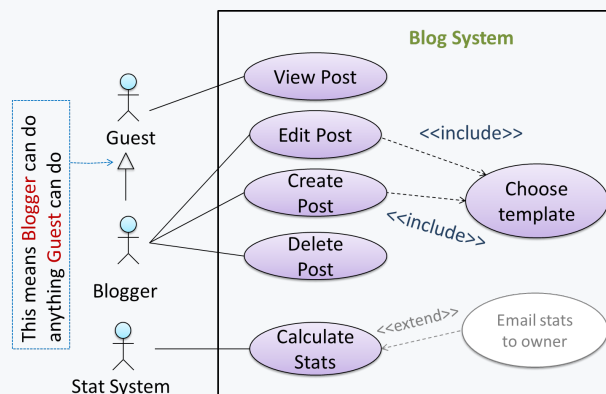 Blog System
View Post
Guest
Edit Post
<<include>>
This means Blogger can do
anything Guest can do
Create
Post
Choose
template
<<include>>
Blogger
Delete
Post
Stat System
Calculate
Stats
<<extend>>
Email stats
to owner